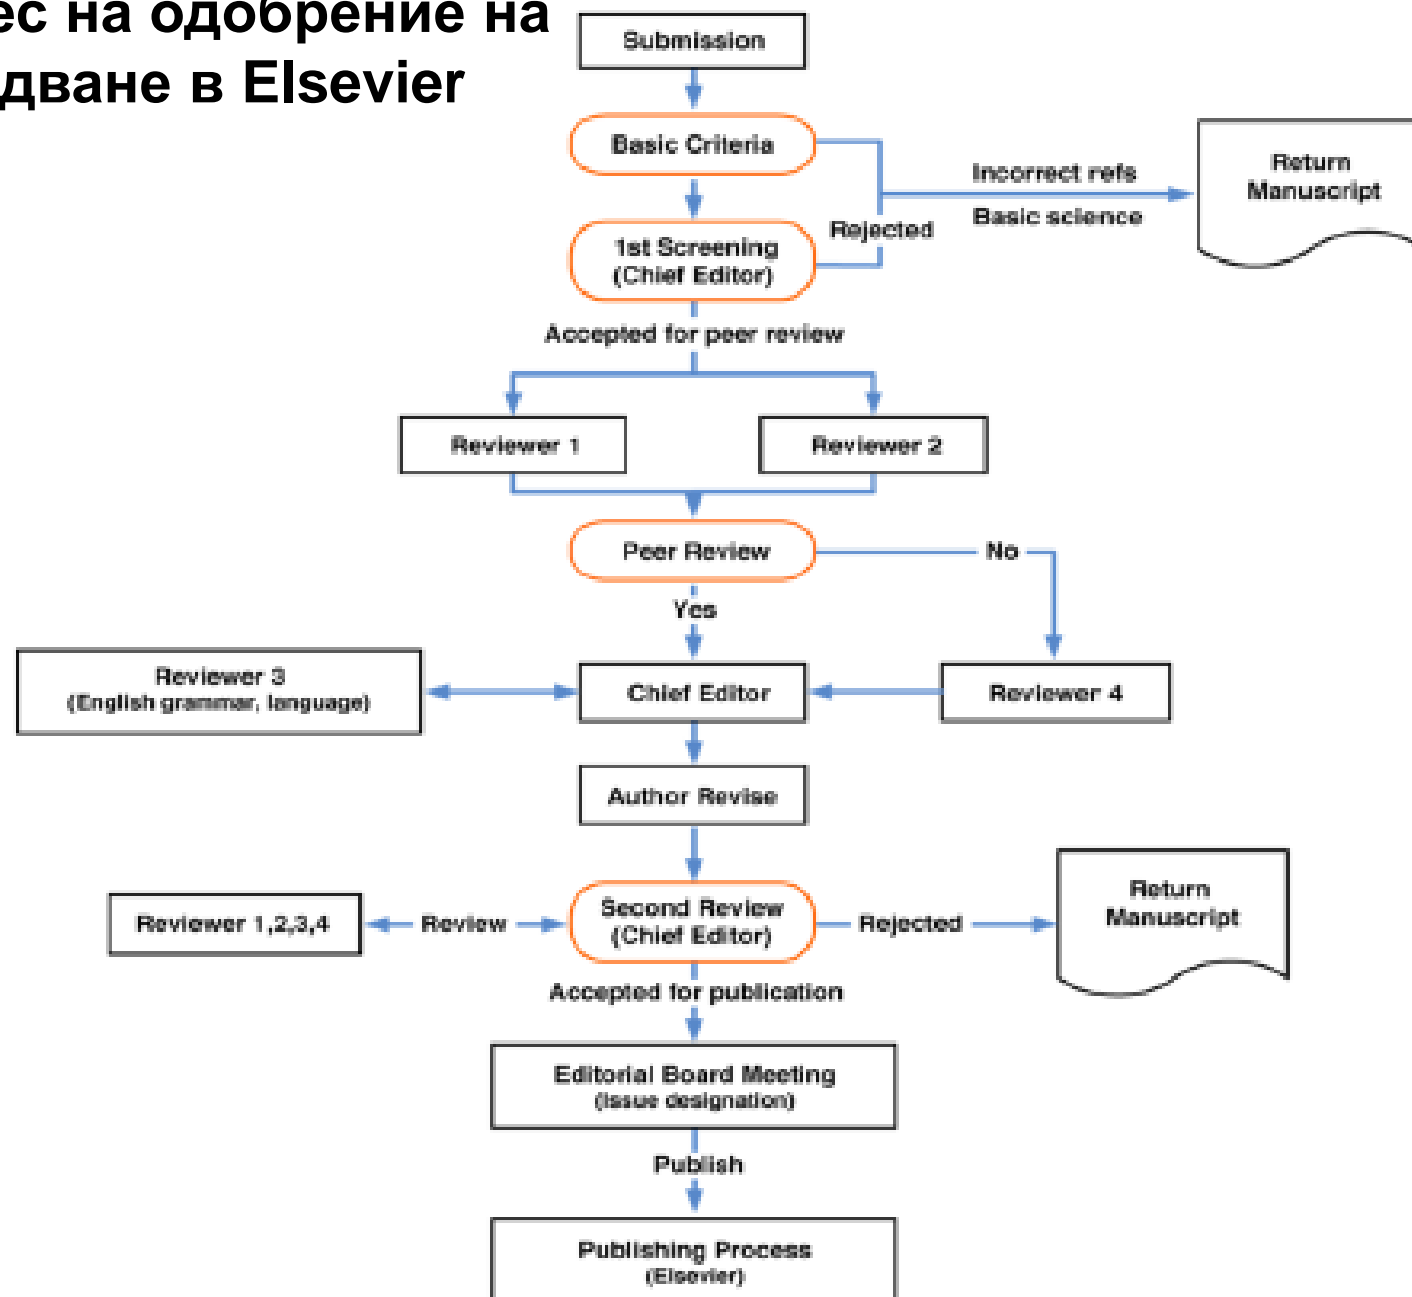 на одобрение на
в Elsevier
Submission
Basic Criteria
Incorrect refs
Basic science
Return
Manuscript
Rejected
1st Screening
(Chief Editor)
Accepted for peer review
Reviewer 1
Reviewer 2
Peer Review
No
Yes
Reviewer 3
(English grammar, language)
Chief Editor
Reviewer 4
Author Revise
Reviewer 1,2,3,4
Review
Second Review
(Chief Editor)
Rejected
Return
Manuscript
Accepted for publication
Editorial Board Meeting
(Issue designation)
Publish
Publishing Process
(Elsevier)